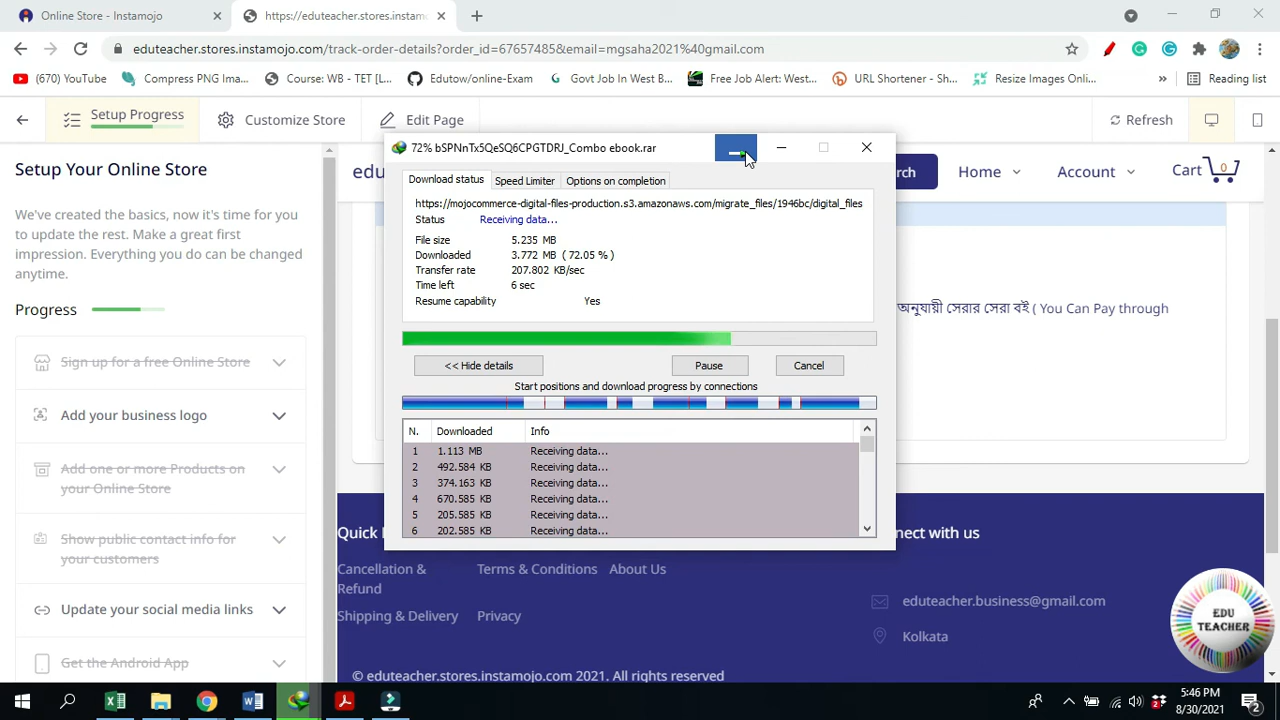 Online Store - Instamojo
https://eduteacher.stores.instamo
eduteacher.stores.instamojo.com/track-order-details?order_id=67657485&email=mgsaha2021%40gmail.com
(670) YouTube
Compress PNG Ima...
Course: WB - TET [L...
Edutow/online-Exam
Govt Job In West B...
Free Job Alert: West...
URL Shortener - Sh...
Resize Images Onli...
»
Reading list
Setup Progress
Customize Store
Edit Page
Refresh
Setup Your Online Store
We've created the basics, now it's time for you
to update the rest. Make a great first
impression. Everything you do can be changed
anytime.
Progress
Sign up for a free Online Store
Add your business logo
Add one or more Products on
your Online Store
Show public contact info for
your customers
Update your social media links
Get the Android App
72% bSPNnTx5QeSQ6CPGTDRJ_Combo ebook.rar
Download status
Speed Limiter
Options on completion
https://mojocommerce-digital-files-production.s3.amazonaws.com/migrate_files/1946bc/digital_files
Status Receiving data...
File size 5.235 MB
Downloaded 3.772 MB ( 72.05 % )
Transfer rate 207.802 KB/sec
Time left 6 sec
Resume capability Yes
<< Hide details
Pause
Cancel
Start positions and download progress by connections
N. Downloaded Info
1 1.113 MB Receiving data...
2 492.584 KB Receiving data...
3 374.163 KB Receiving data...
4 670.585 KB Receiving data...
5 205.585 KB Receiving data...
6 202.585 KB Receiving data...
edu
rch
Home
Account
Cart
0
অনুযায়ী সেরার সেরা বই ( You Can Pay through
Quick
nect with us
Cancellation &
Refund
Terms & Conditions
About Us
Shipping & Delivery
Privacy
eduteacher.business@gmail.com
Kolkata
© eduteacher.stores.instamojo.com 2021. All rights reserved
EDU
TEACHER
5:46 PM
8/30/2021
2